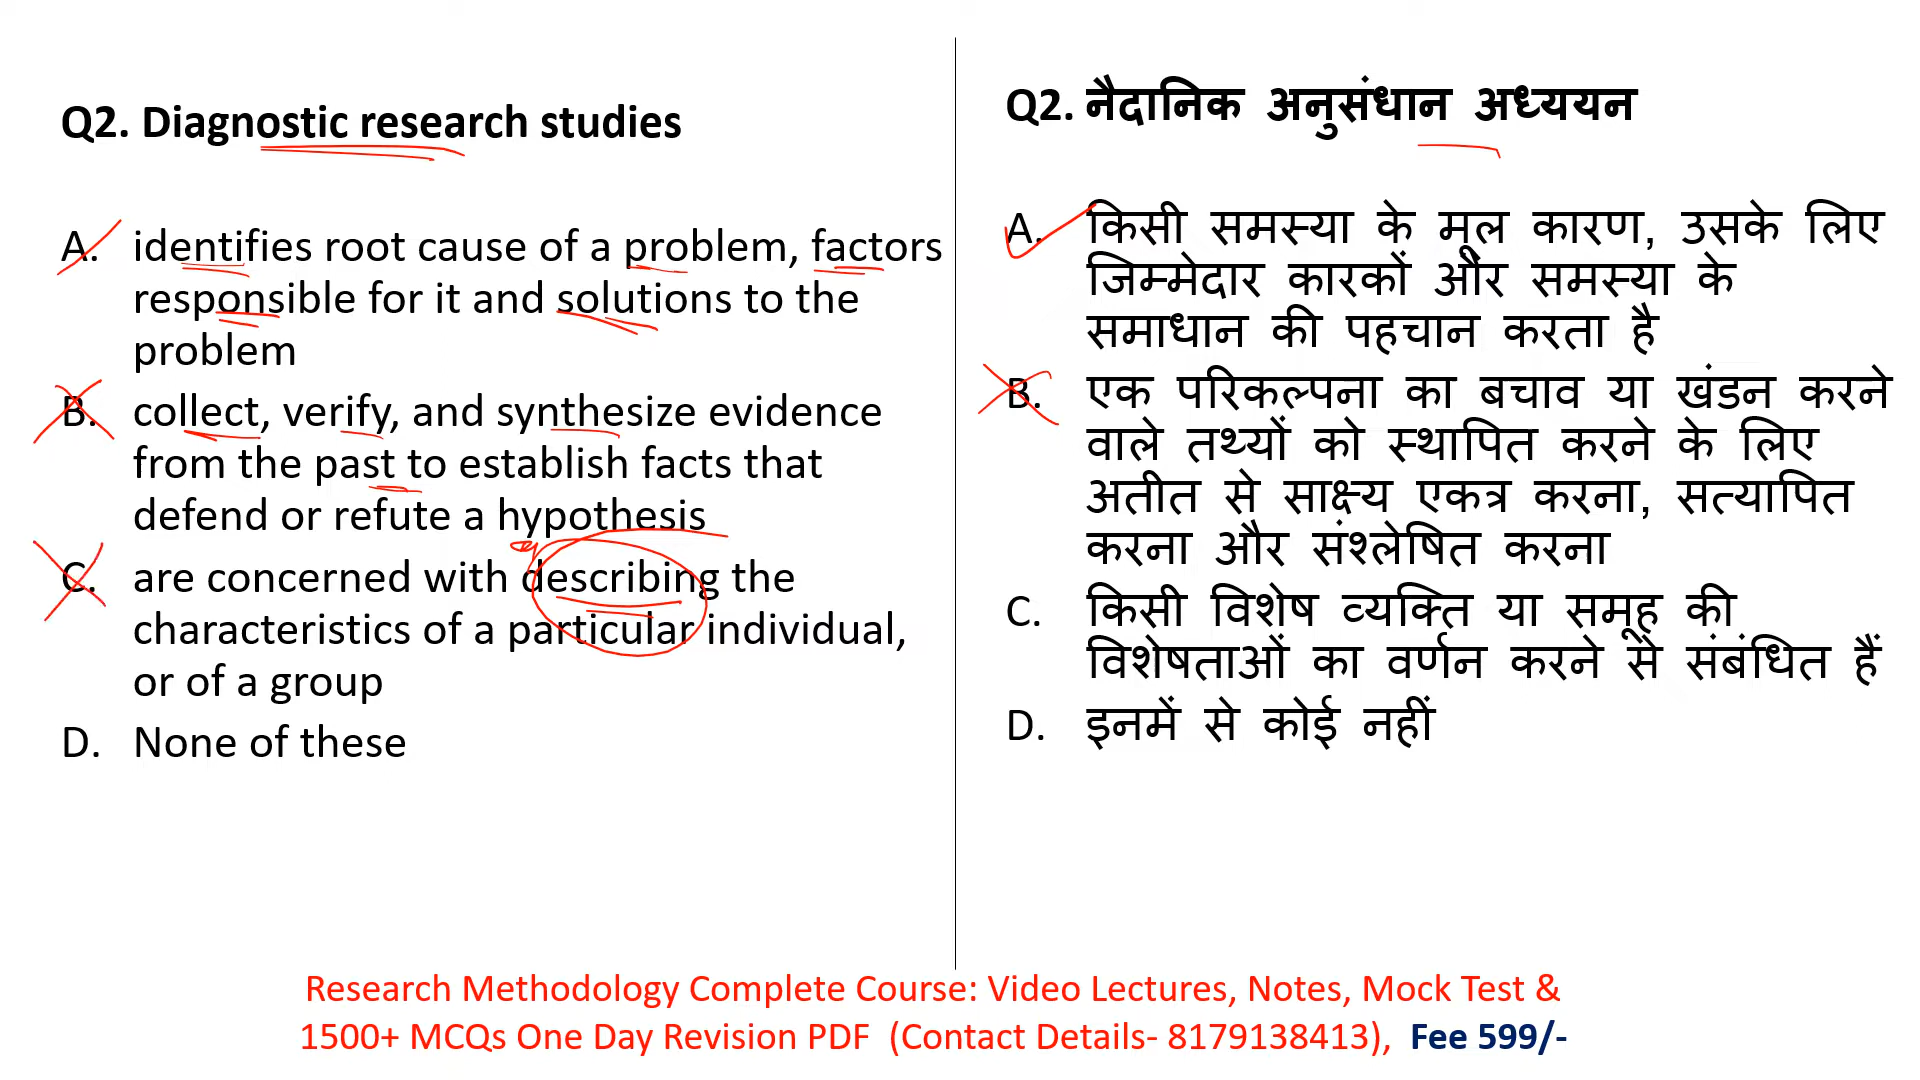 Q2. Diagnostic research studies
A. identifies root cause of a problem, factors
responsible for it and solutions to the
problem
B. collect, verify, and synthesize evidence
from the past to establish facts that
defend or refute a hypothesis
C. are concerned with describing the
characteristics of a particular individual,
or of a group
D. None of these
Q2. नैदानिक अनुसंधान अध्ययन
A. किसी समस्या के मूल कारण, उसके लिए
जिम्मेदार कारकों और समस्या के
समाधान की पहचान करता है
B. एक परिकल्पना का बचाव या खंडन करने
वाले तथ्यों को स्थापित करने के लिए
अतीत से साक्ष्य एकत्र करना, सत्यापित
करना और संश्लेषित करना
C. किसी विशेष व्यक्ति या समूह की
विशेषताओं का वर्णन करने से संबंधित हैं
D. इनमें से कोई नहीं
Research Methodology Complete Course: Video Lectures, Notes, Mock Test &
1500+ MCQs One Day Revision PDF (Contact Details- 8179138413), Fee 599/-